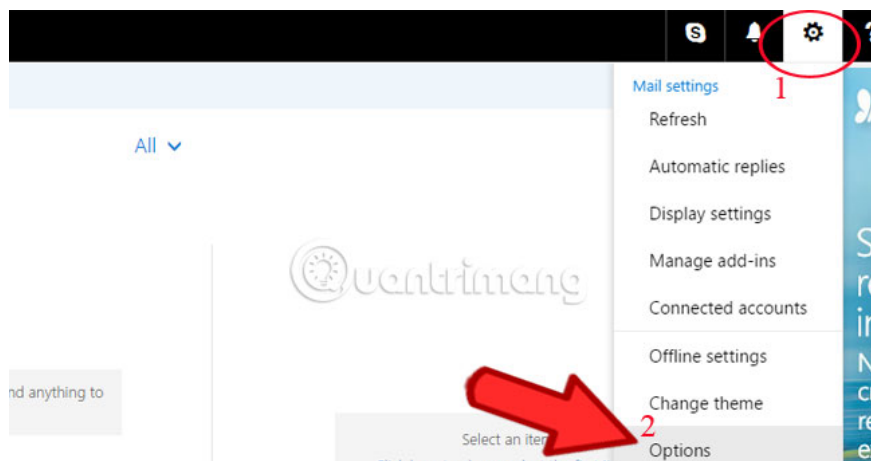 S
?
1
Mail settings
Refresh
All
Automatic replies
Display settings
Manage add-ins
Quantrimang
Connected accounts
Offline settings
nd anything to
Change theme
2
Select an iter
Options